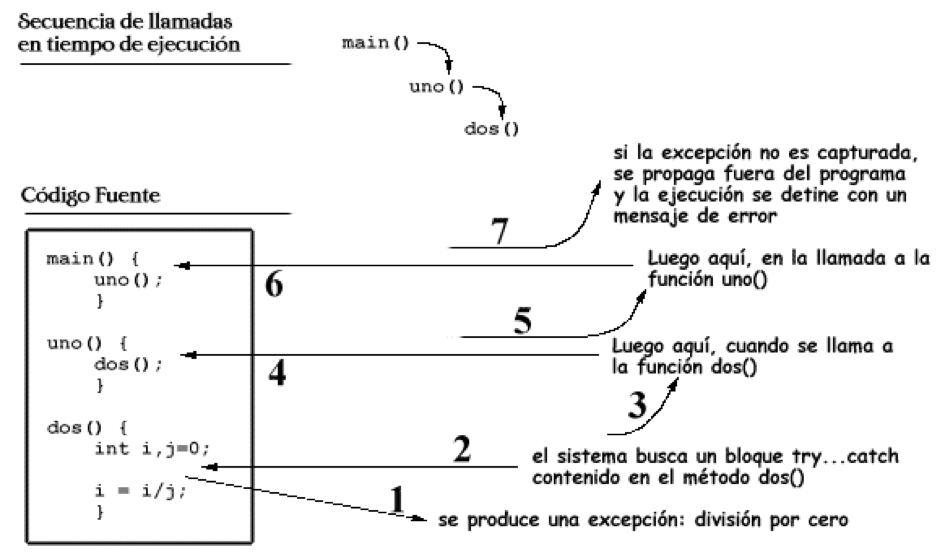 Secuencia de llamadas
en tiempo de ejecución
main()
uno()
dos()
si la excepción no es capturada,
se propaga fuera del programa
y la ejecución se detine con un
mensaje de error
Código Fuente
7
main() {
uno();
}
6
Luego aquí, en la llamada a la
función uno()
5
uno() {
dos();
}
4
Luego aquí, cuando se llama a
la función dos()
3
dos() {
int i,j=0;
i = i/j;
}
2
el sistema busca un bloque try...catch
contenido en el método dos()
1
se produce una excepción: división por cero